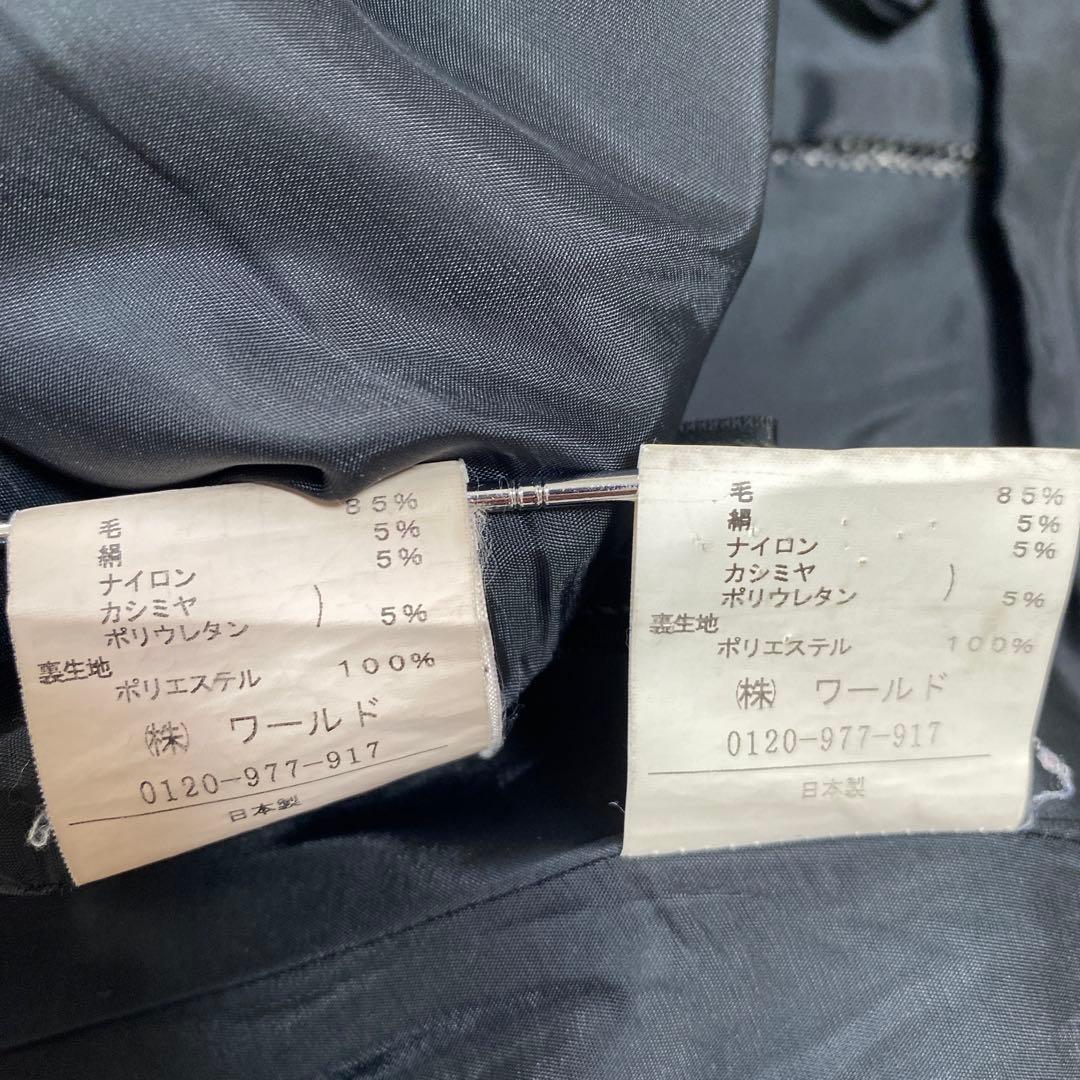 毛 85%
絹 5%
ナイロン 5%
カシミヤ )
ポリウレタン 5%
裏生地
ポリエステル 100%
㈱ ワールド
0120-977-917
日本製
毛 85%
絹 5%
ナイロン 5%
カシミヤ )
ポリウレタン 5%
裏生地
ポリエステル 100%
㈱ ワールド
0120-977-917
日本製